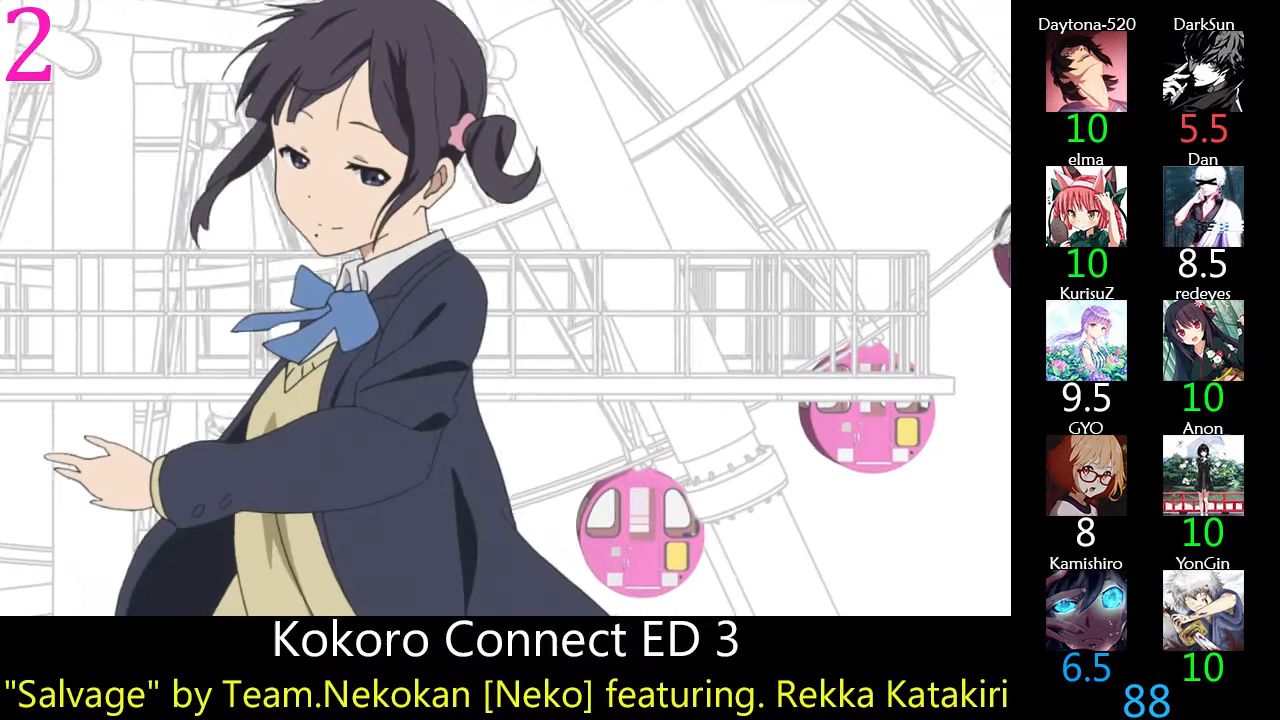 2
Daytona-520 DarkSun
10 5.5
elma Dan
10 8.5
KurisuZ redeyes
9.5 10
GYO Anon
8 10
Kamishiro YonGin
6.5 10
88
Kokoro Connect ED 3
"Salvage" by Team.Nekokan [Neko] featuring. Rekka Katakiri